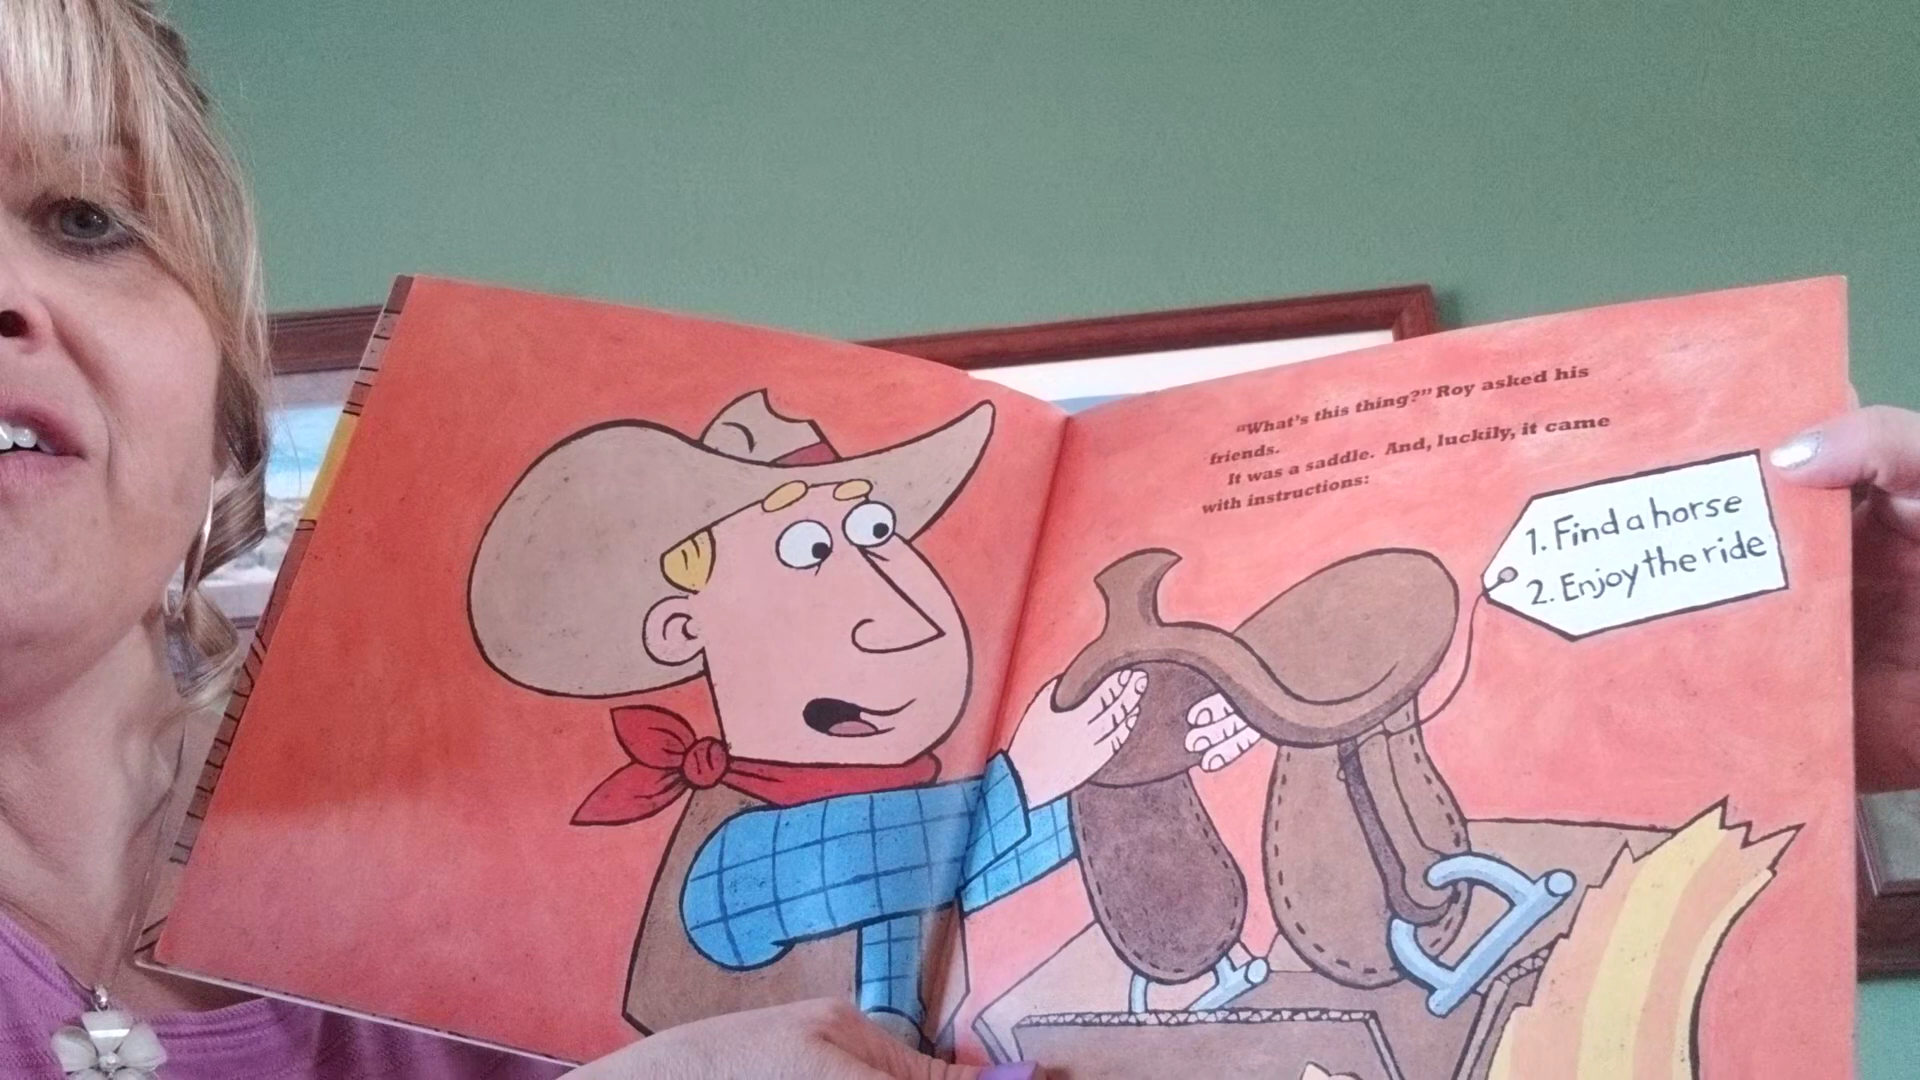 "What's this thing?" Roy asked his
friends.
It was a saddle. And, luckily, it came
with instructions:
1. Find a horse
2. Enjoy the ride